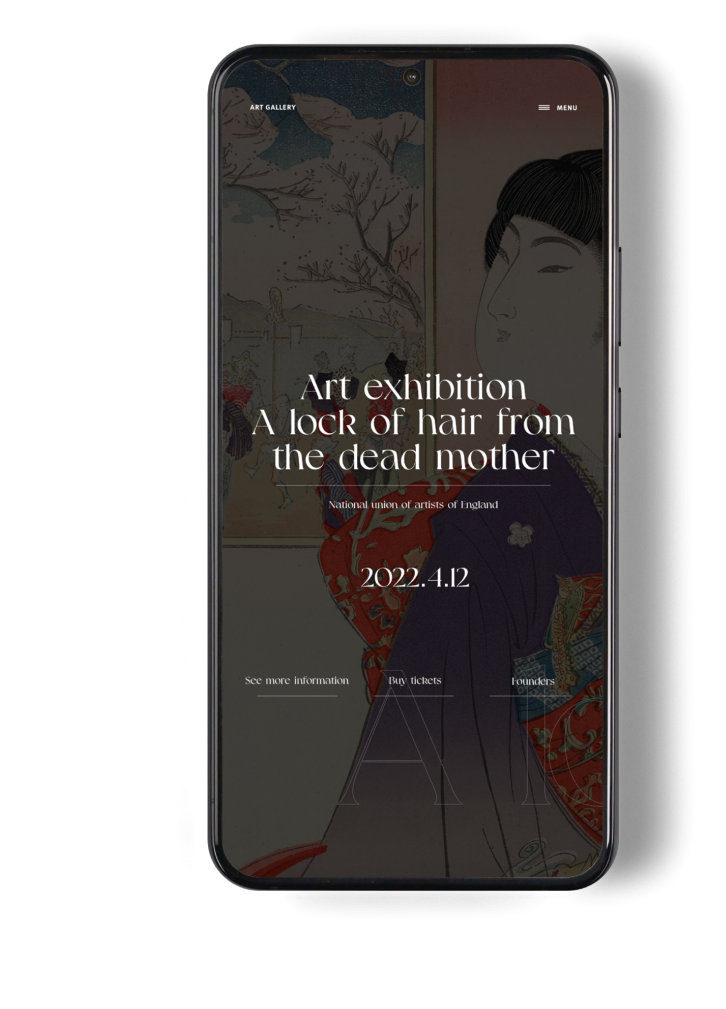 ART GALLERY
MENU
Art exhibition
A lock of hair from
the dead mother
National union of artists of England
2022.4.12
See more information
Buy tickets
Founders
A l